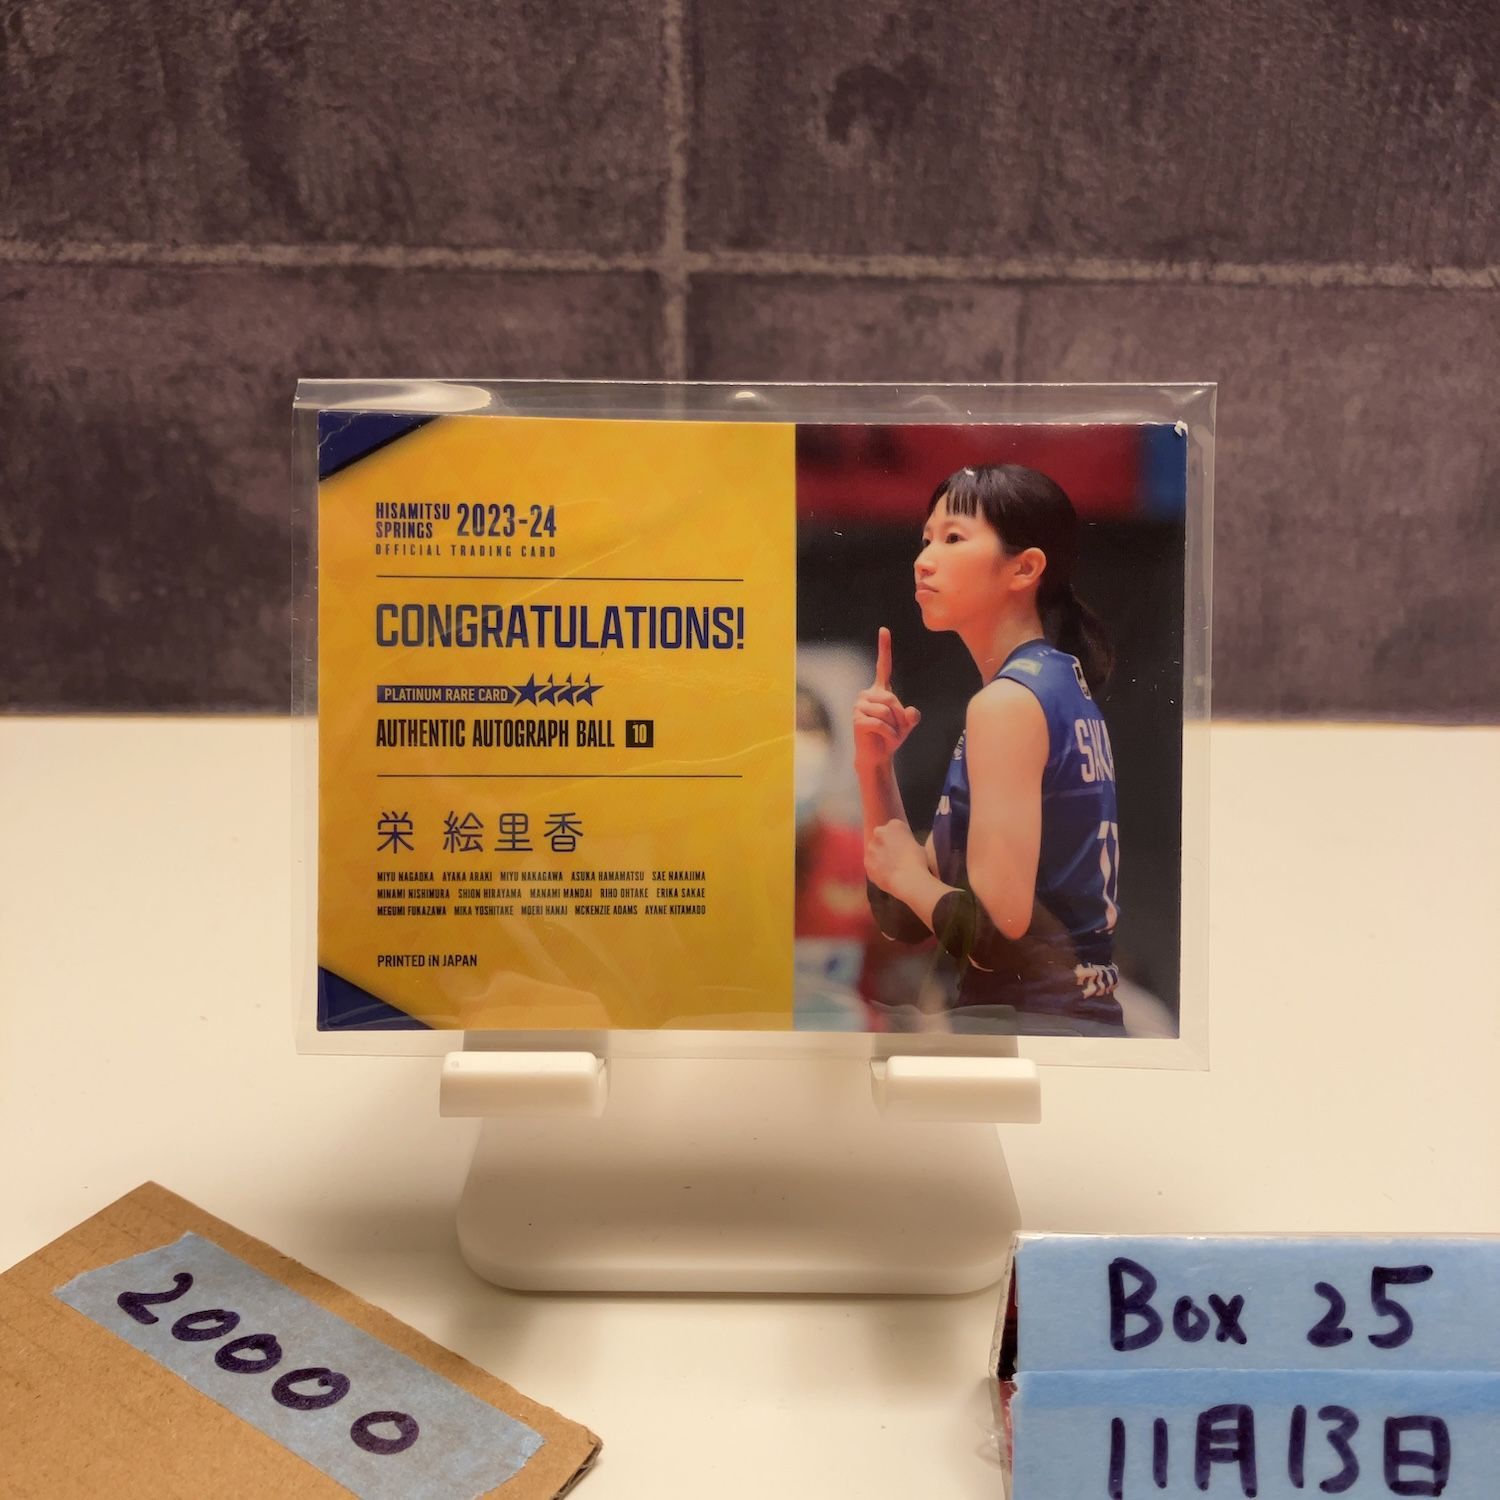 HISAMITSU SPRINGS 2023-24
OFFICIAL TRADING CARD
CONGRATULATIONS!
PLATINUM RARE CARD
AUTHENTIC AUTOGRAPH BALL 10
栄 絵里香
MIYU NAGAOKA AYAKA ARAKI MIYU NAKAGAWA ASUKA HAMAMATSU SAE NAKAJIMA
MINAMI NISHIMURA SHION HIRAYAMA MANAMI MANDAI RIHO OHTAKE ERIKA SAKAE
MEGUMI FUKAZAWA MIKA YOSHITAKE MOERI HANAI MCKENZIE ADAMS AYANE KITAMADO
PRINTED IN JAPAN
20000
Box 25
11月13日